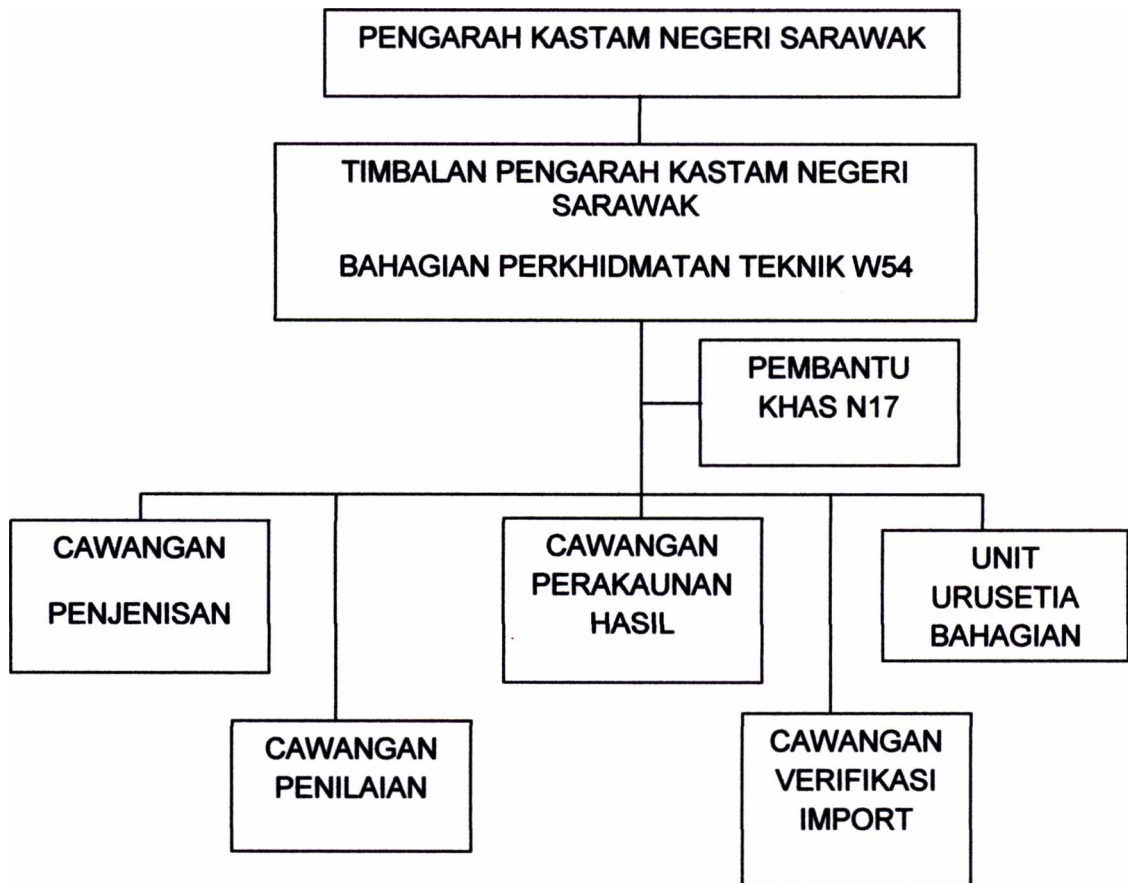 PENGARAH KASTAM NEGERI SARAWAK
TIMBALAN PENGARAH KASTAM NEGERI
SARAWAK
BAHAGIAN PERKHIDMATAN TEKNIK W54
PEMBANTU
KHAS N17
CAWANGAN
PENJENISAN
CAWANGAN
PERAKAUNAN
HASIL
UNIT
URUSETIA
BAHAGIAN
CAWANGAN
PENILAIAN
CAWANGAN
VERIFIKASI
IMPORT